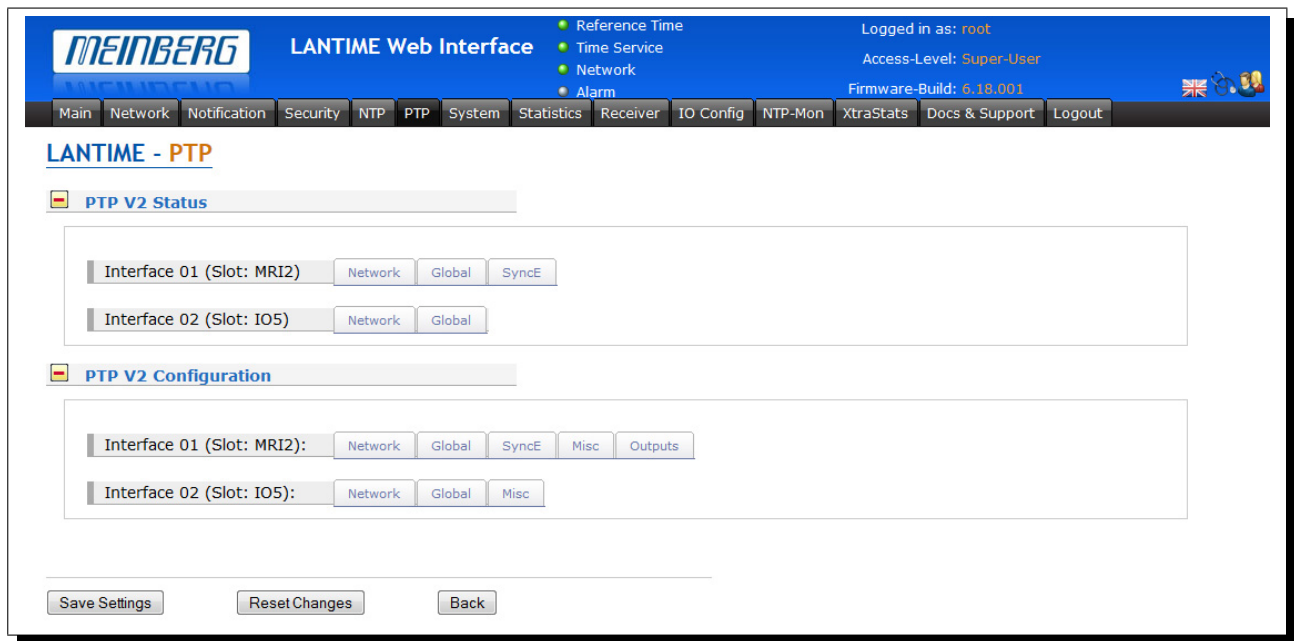 MEINBERG
LANTIME Web Interface
Reference Time
Time Service
Network
Alarm
Logged in as: root
Access-Level: Super-User
Firmware-Build: 6.18.001
Main Network Notification Security NTP PTP System Statistics Receiver IO Config NTP-Mon XtraStats Docs & Support Logout
LANTIME - PTP
PTP V2 Status
Interface 01 (Slot: MRI2) Network Global SyncE
Interface 02 (Slot: IO5) Network Global
PTP V2 Configuration
Interface 01 (Slot: MRI2): Network Global SyncE Misc Outputs
Interface 02 (Slot: IO5): Network Global Misc
Save Settings Reset Changes Back